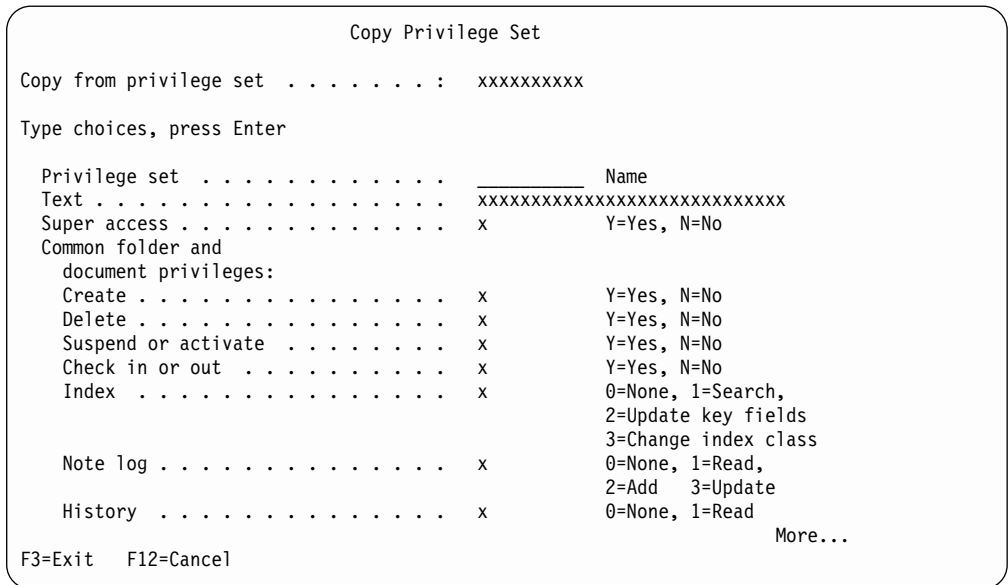 Copy Privilege Set
Copy from privilege set . . . . . . . : xxxxxxxxxx
Type choices, press Enter
Privilege set . . . . . . . . . . . . __________ Name
Text . . . . . . . . . . . . . . . . . xxxxxxxxxxxxxxxxxxxxxxxxxxxxx
Super access . . . . . . . . . . . . . x Y=Yes, N=No
Common folder and
document privileges:
Create . . . . . . . . . . . . . . . x Y=Yes, N=No
Delete . . . . . . . . . . . . . . . x Y=Yes, N=No
Suspend or activate . . . . . . . . x Y=Yes, N=No
Check in or out . . . . . . . . . . x Y=Yes, N=No
Index . . . . . . . . . . . . . . . x 0=None, 1=Search,
2=Update key fields
3=Change index class
Note log . . . . . . . . . . . . . . x 0=None, 1=Read,
2=Add 3=Update
History . . . . . . . . . . . . . . x 0=None, 1=Read
More...
F3=Exit F12=Cancel